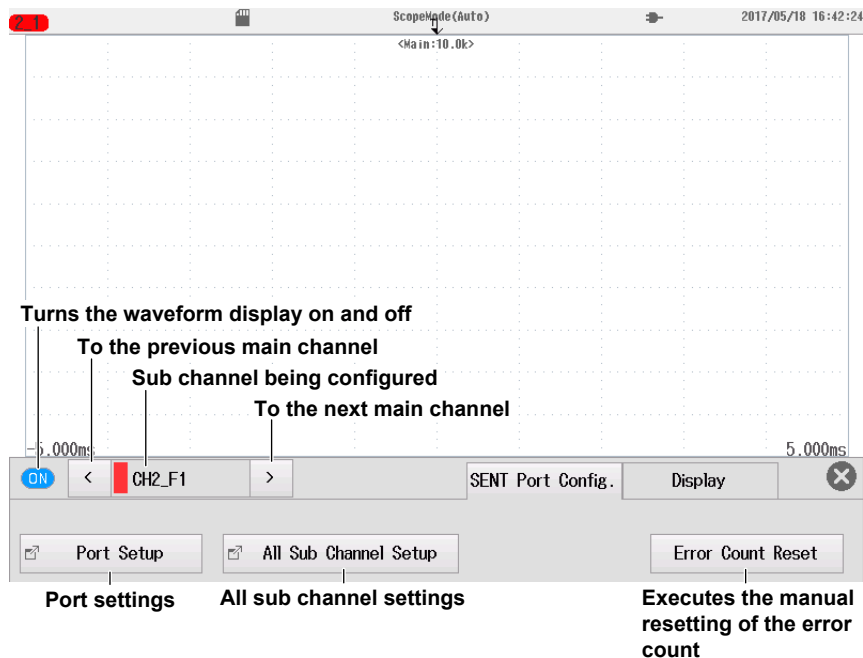 2_1 ScopeMode(Auto) 2017/05/18 16:42:24
<Main:10.0k>
Turns the waveform display on and off
To the previous main channel
Sub channel being configured
To the next main channel
-5.000ms 5.000ms
ON < CH2_F1 > SENT Port Config. Display
Port Setup All Sub Channel Setup Error Count Reset
Port settings All sub channel settings Executes the manual
resetting of the error
count